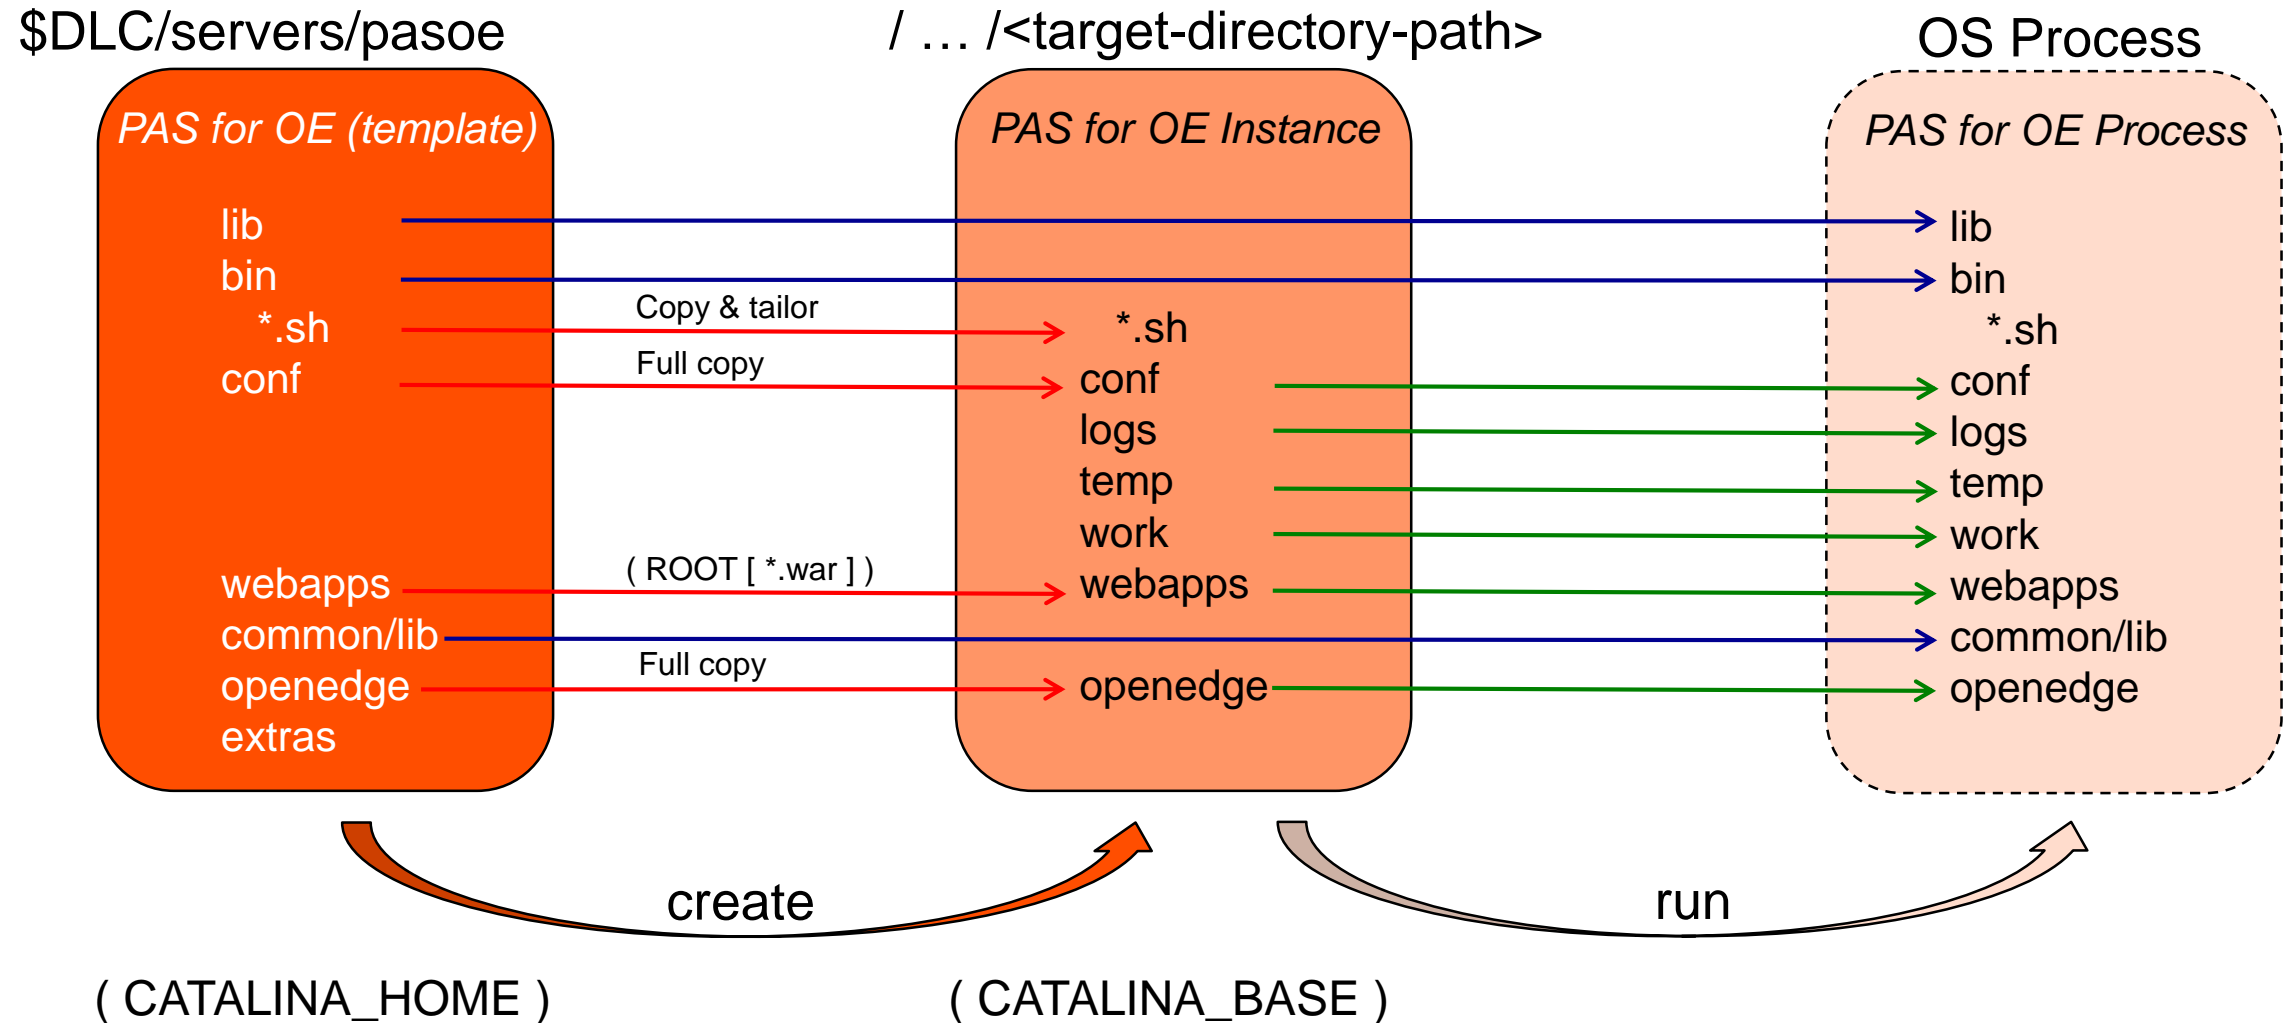 $DLC/servers/pasoe
/ … /<target-directory-path>
OS Process
PAS for OE (template)
PAS for OE Instance
PAS for OE Process
lib
bin
*.sh
conf
webapps
common/lib
openedge
extras
Copy & tailor
Full copy
( ROOT [ *.war ] )
Full copy
*.sh
conf
logs
temp
work
webapps
openedge
lib
bin
*.sh
conf
logs
temp
work
webapps
common/lib
openedge
create
run
( CATALINA_HOME )
( CATALINA_BASE )